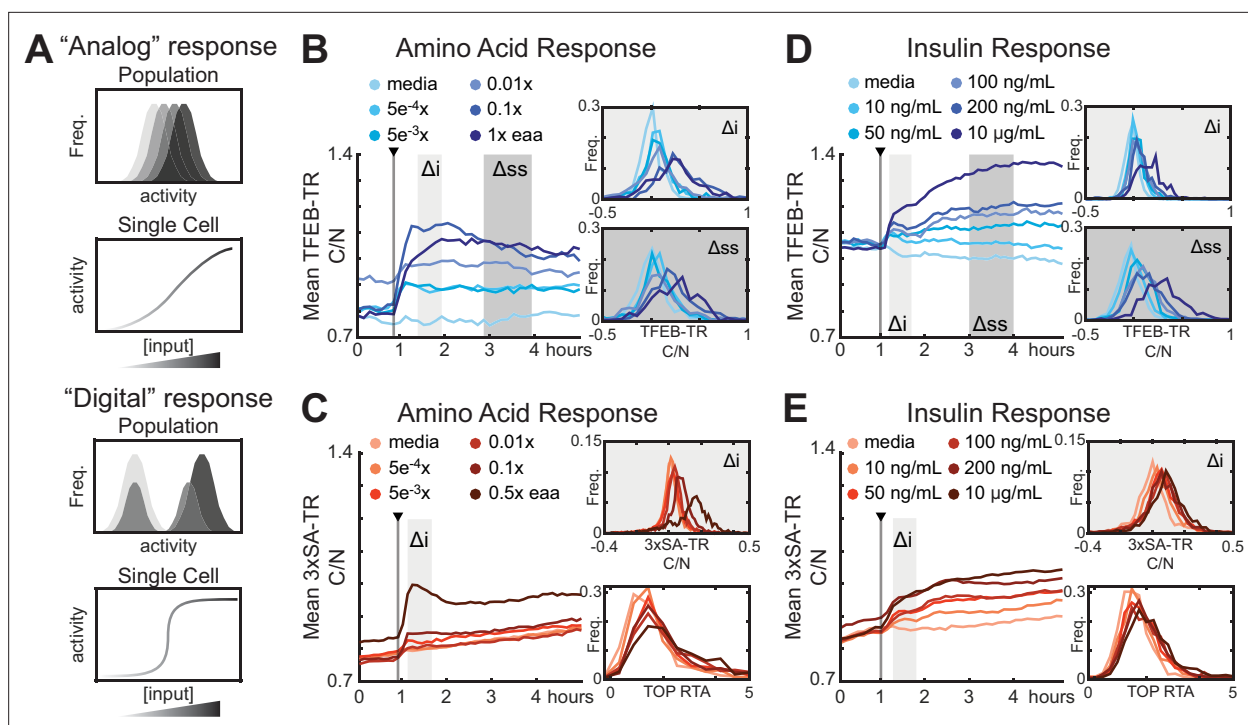 A
"Analog" response
Population
Freq.
activity
Single Cell
activity
[input]
"Digital" response
Population
Freq.
activity
Single Cell
activity
[input]
B
Amino Acid Response
media
5e⁻⁴x
5e⁻³x
0.01x
0.1x
1x eaa
1.4
0.7
Mean TFEB-TR
C/N
Δi
Δss
0 1 2 3 4 hours
0.3
0
Freq.
Δi
-0.5 1
0.3
0
Freq.
Δss
-0.5 1
TFEB-TR
C/N
C
Amino Acid Response
media
5e⁻⁴x
5e⁻³x
0.01x
0.1x
0.5x eaa
1.4
0.7
Mean 3xSA-TR
C/N
Δi
0 1 2 3 4 hours
0.15
0
Freq.
Δi
-0.4 0.5
3xSA-TR
C/N
0.3
0
Freq.
0 5
TOP RTA
D
Insulin Response
media
10 ng/mL
50 ng/mL
100 ng/mL
200 ng/mL
10 µg/mL
1.4
0.7
Mean TFEB-TR
C/N
Δi
Δss
0 1 2 3 4 hours
0.3
0
Freq.
Δi
-0.5 1
0.3
0
Freq.
Δss
-0.5 1
TFEB-TR
C/N
E
Insulin Response
media
10 ng/mL
50 ng/mL
100 ng/mL
200 ng/mL
10 µg/mL
1.4
0.7
Mean 3xSA-TR
C/N
Δi
0 1 2 3 4 hours
0.15
0
Freq.
Δi
-0.4 0.5
3xSA-TR
C/N
0.3
0
Freq.
0 5
TOP RTA